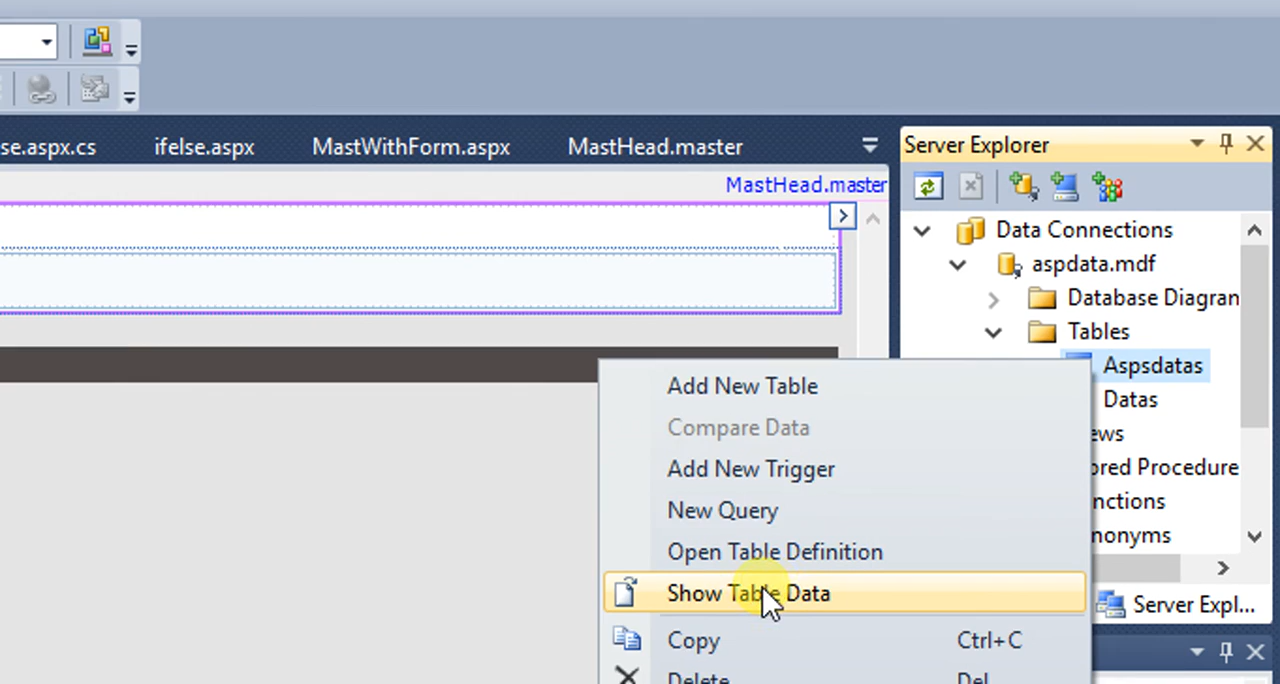 se.aspx.cs
ifelse.aspx
MastWithForm.aspx
MastHead.master
MastHead.master
Server Explorer
Data Connections
aspdata.mdf
Database Diagran
Tables
Aspsdatas
Datas
ews
ored Procedure
nctions
nonyms
Server Expl...
Add New Table
Compare Data
Add New Trigger
New Query
Open Table Definition
Show Table Data
Copy Ctrl+C
Delete Del